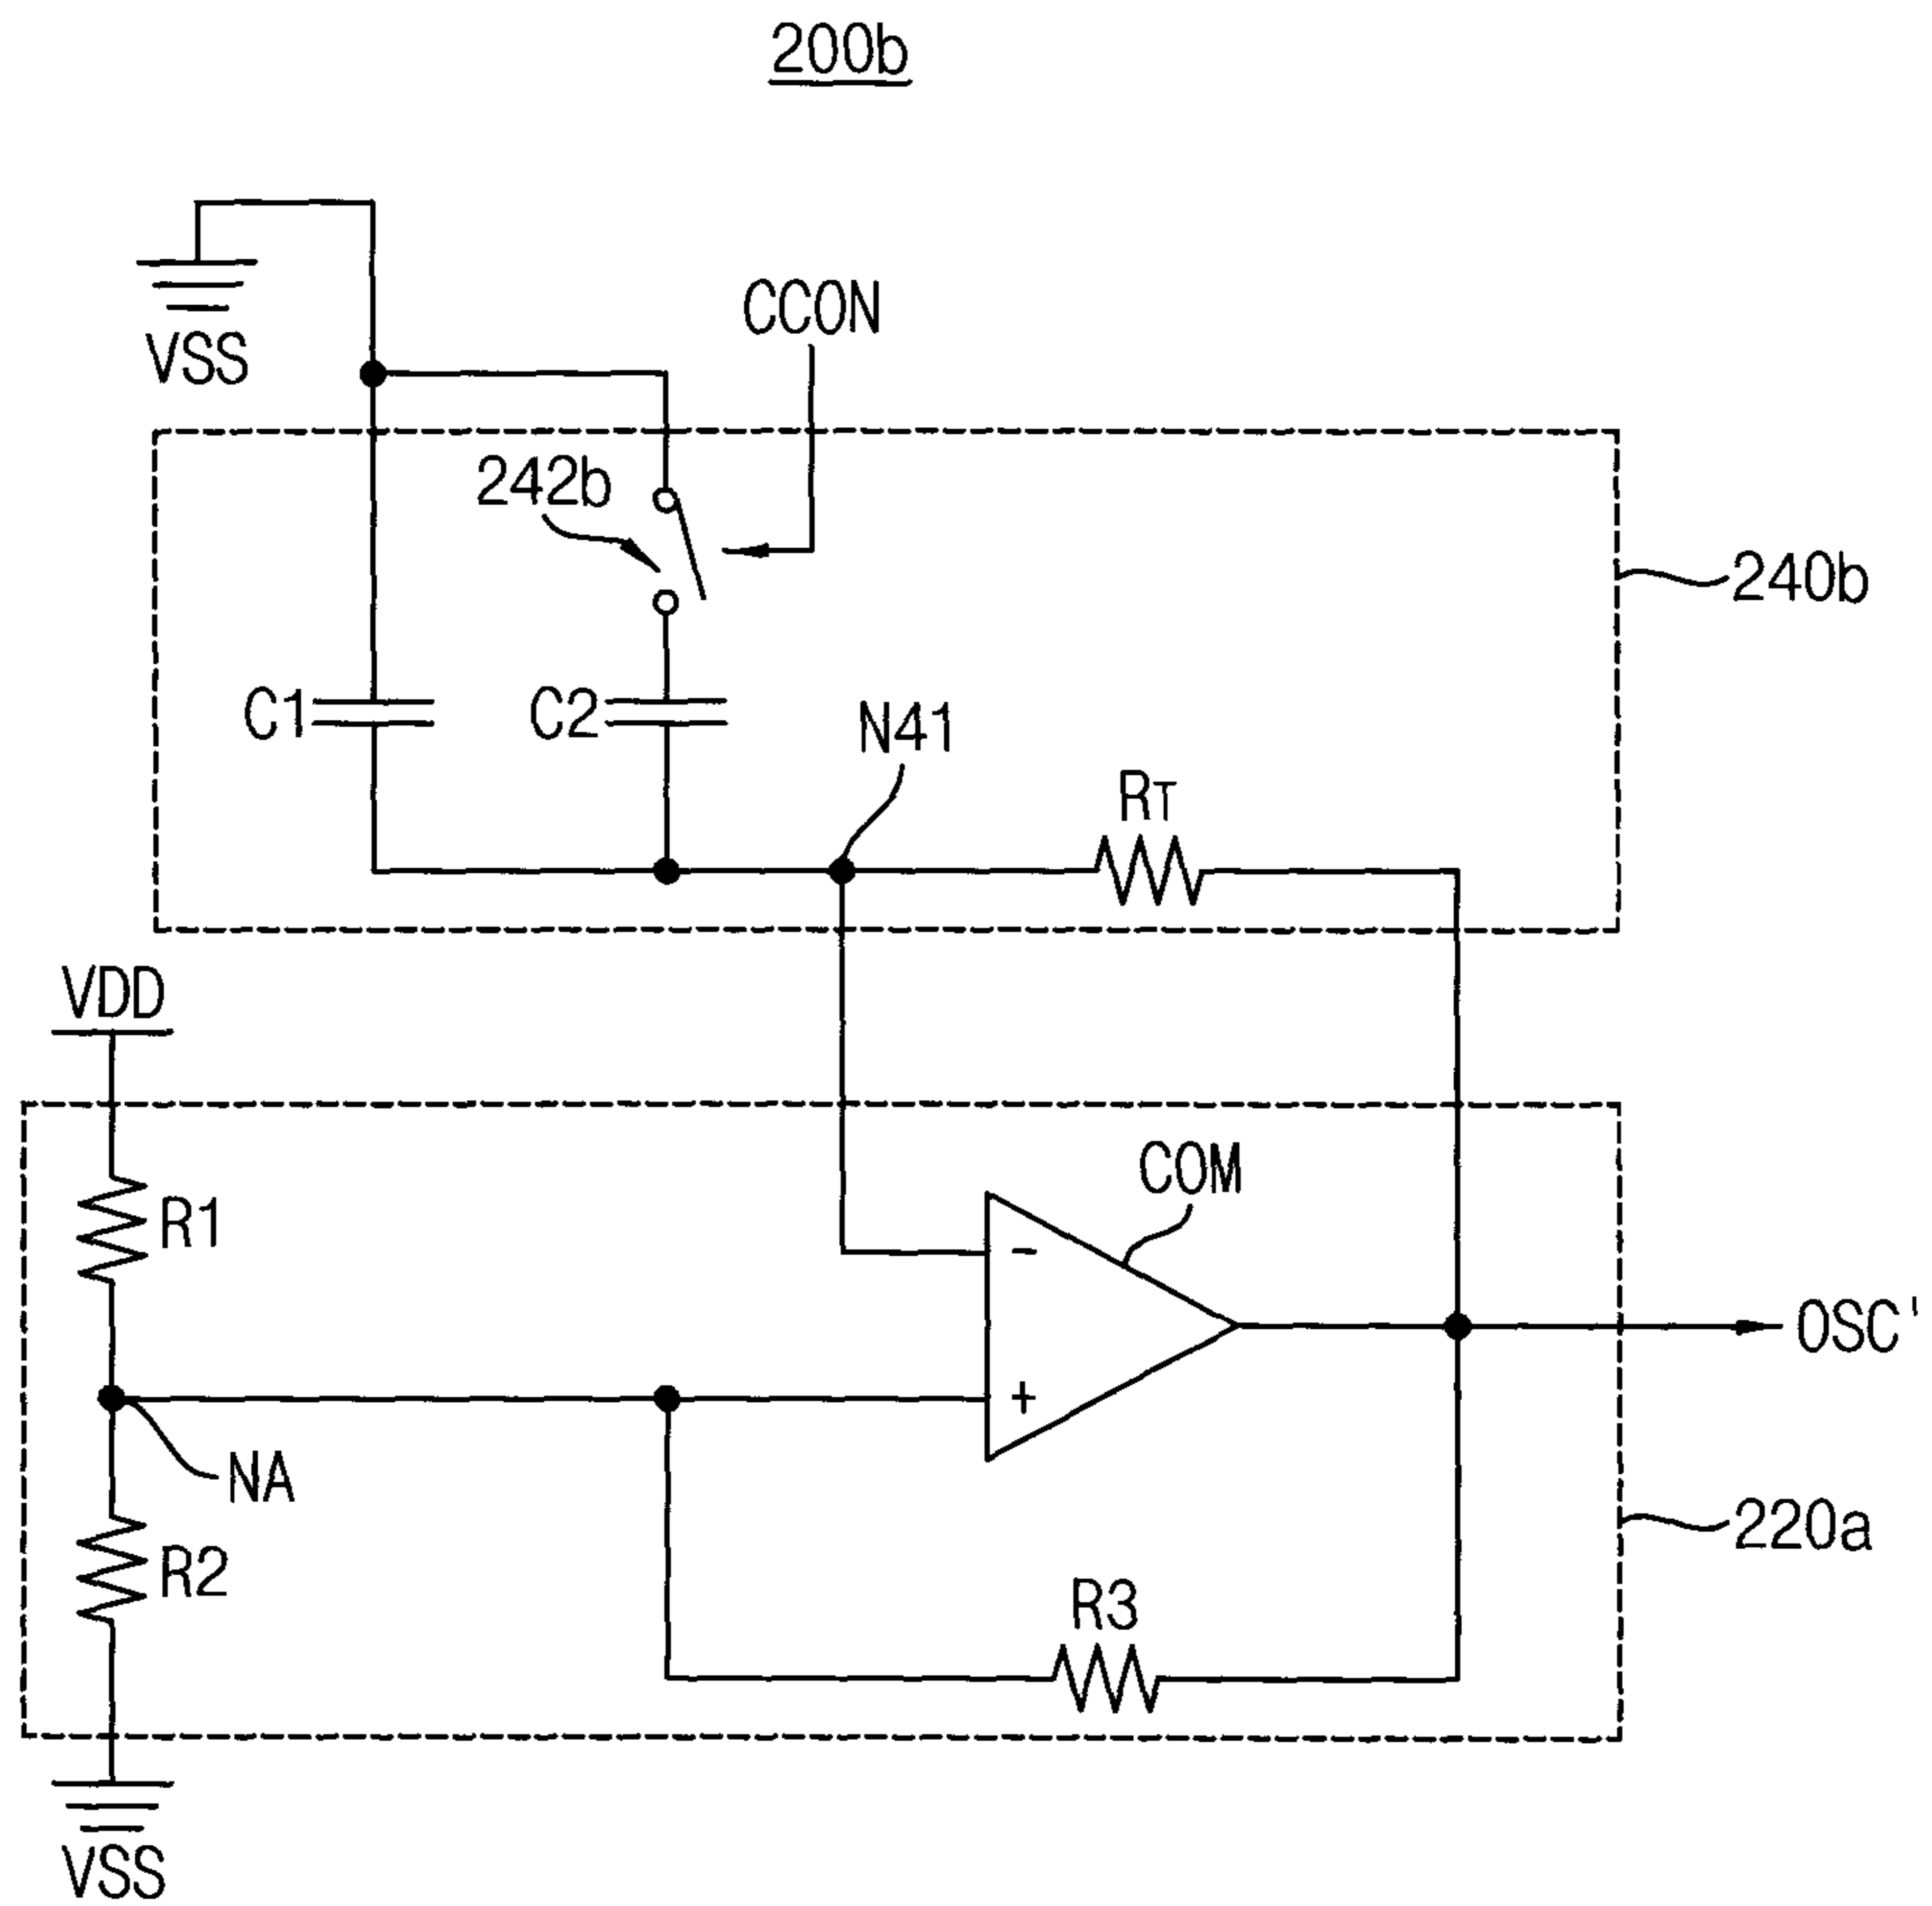 200b
VSS
CCON
242b
240b
C1
C2
N41
RT
VDD
R1
COM
-
OSC'
+
NA
220a
R2
R3
VSS